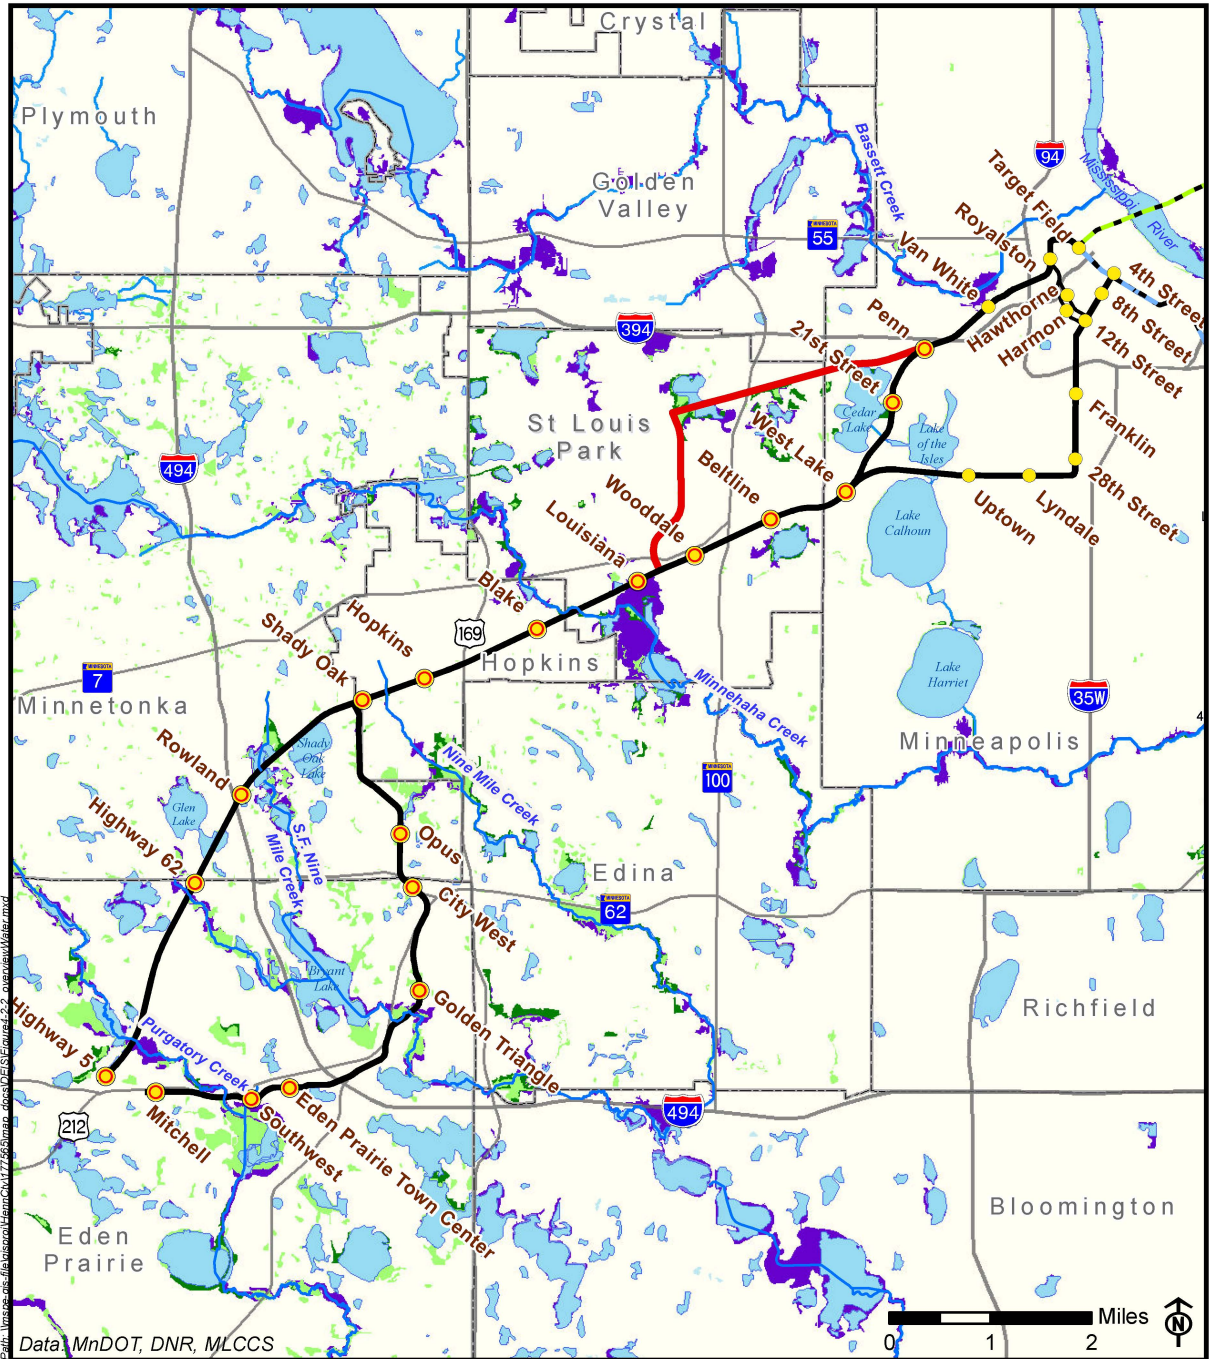 Crystal
Plymouth
Golden
Valley
Bassett Creek
94
Mississippi
River
55
Target Field
Royalston
Van White
Penn
Hawthorne
Harmon
4th Street
8th Street
12th Street
394
21st Street
Cedar
Lake
Lake
of the
Isles
Franklin
St Louis
Park
West Lake
Beltline
Wooddale
Louisiana
28th Street
Uptown
Lyndale
494
Lake
Calhoun
Blake
Hopkins
Shady Oak
169
Hopkins
7
Minnetonka
Lake
Harriet
35W
4
Minnehaha Creek
Minneapolis
Rowland
Shady
Oak
Lake
Nine Mile Creek
100
Highway 62
Glen
Lake
S.F. Nine
Mile Creek
Opus
Edina
62
City West
Bryant
Lake
Golden Triangle
Richfield
Highway 5
Purgatory Creek
494
212
Mitchell
Southwest
Eden Prairie Town Center
Bloomington
Eden
Prairie
Miles
0 1 2
N
Data: MnDOT, DNR, MLCCS